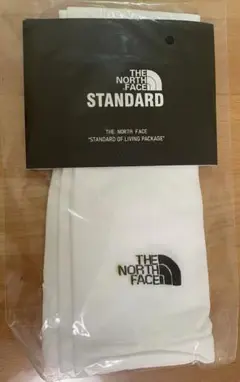 THE
NORTH
FACE
STANDARD
THE NORTH FACE
"STANDARD OF LIVING PACKAGE"
THE
NORTH
FACE